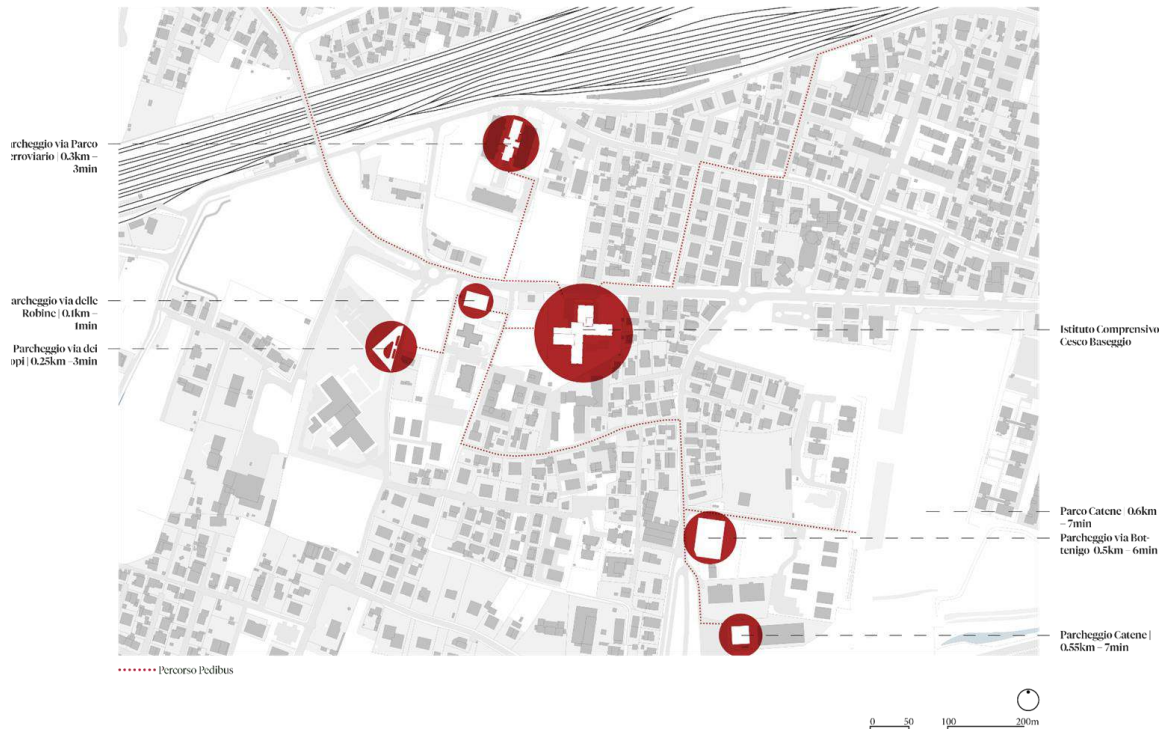 archeggio via Parco
erroviario | 0.3km –
3min
archeggio via delle
Robine | 0.1km –
1min
Parcheggio via dei
opi | 0.25km –3min
Istituto Comprensivo
Cesco Baseggio
Parco Catene 0.6km
– 7min
Parcheggio via Bot-
tenigo 0.5km – 6min
Parcheggio Catene |
0.55km – 7min
Percorso Pedibus
0 50 100 200m